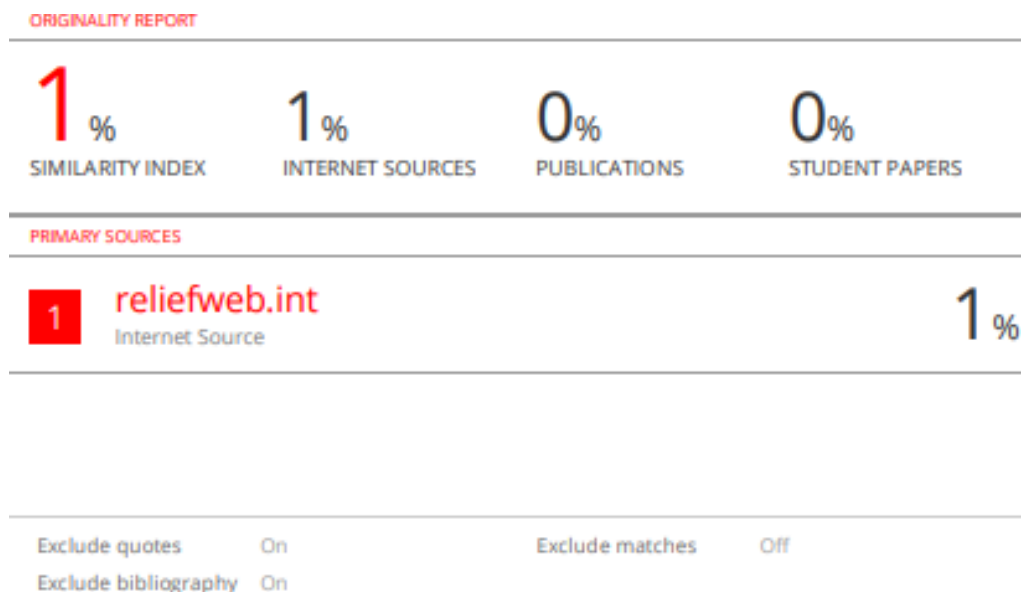 ORIGINALITY REPORT
1% 1% 0% 0%
SIMILARITY INDEX INTERNET SOURCES PUBLICATIONS STUDENT PAPERS
PRIMARY SOURCES
1 reliefweb.int 1%
Internet Source
Exclude quotes On Exclude matches Off
Exclude bibliography On